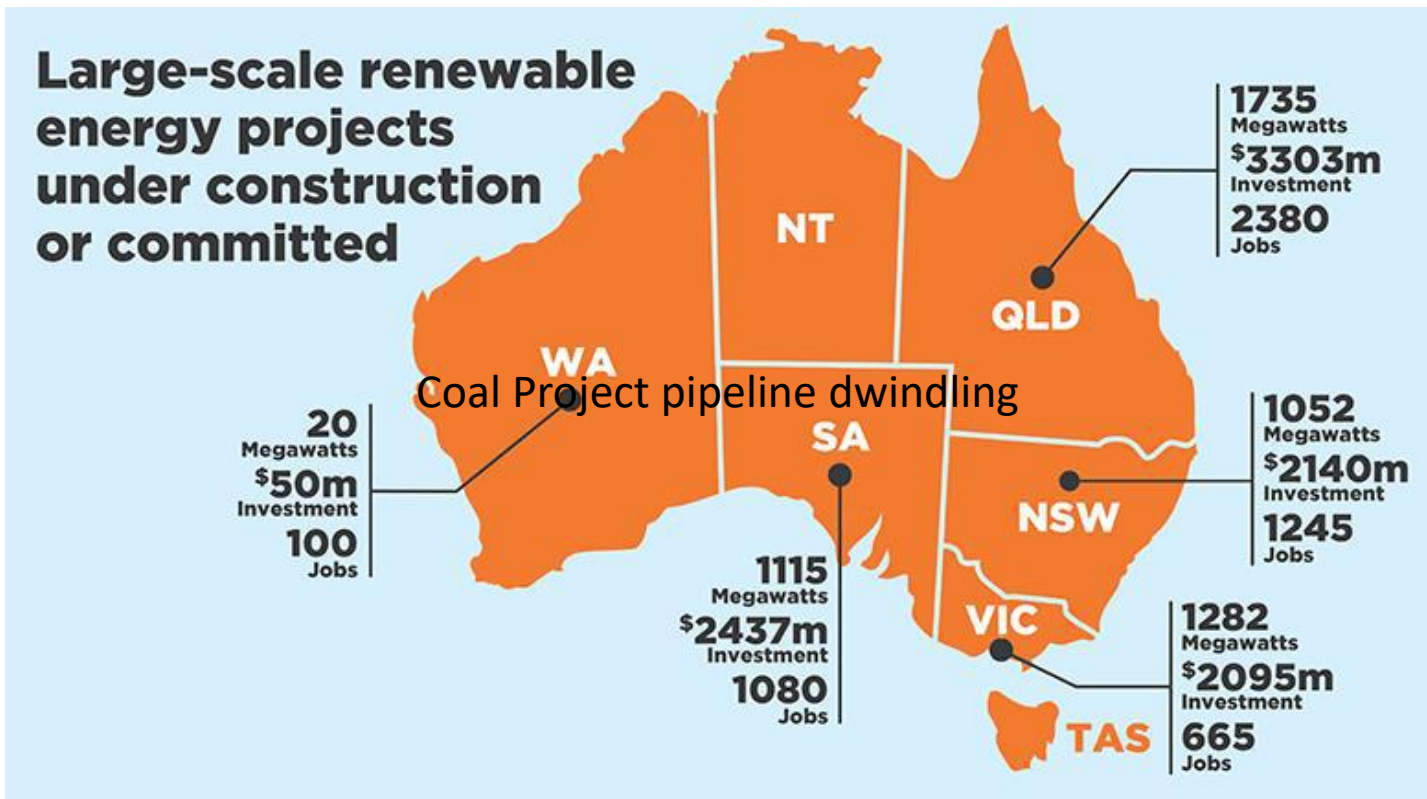 Large-scale renewable
energy projects
under construction
or committed
1735
Megawatts
$3303m
Investment
2380
Jobs
NT
QLD
WA
Coal Project pipeline dwindling
SA
20
Megawatts
$50m
Investment
100
Jobs
1052
Megawatts
$2140m
Investment
1245
Jobs
NSW
1115
Megawatts
$2437m
Investment
1080
Jobs
VIC
1282
Megawatts
$2095m
Investment
665
Jobs
TAS